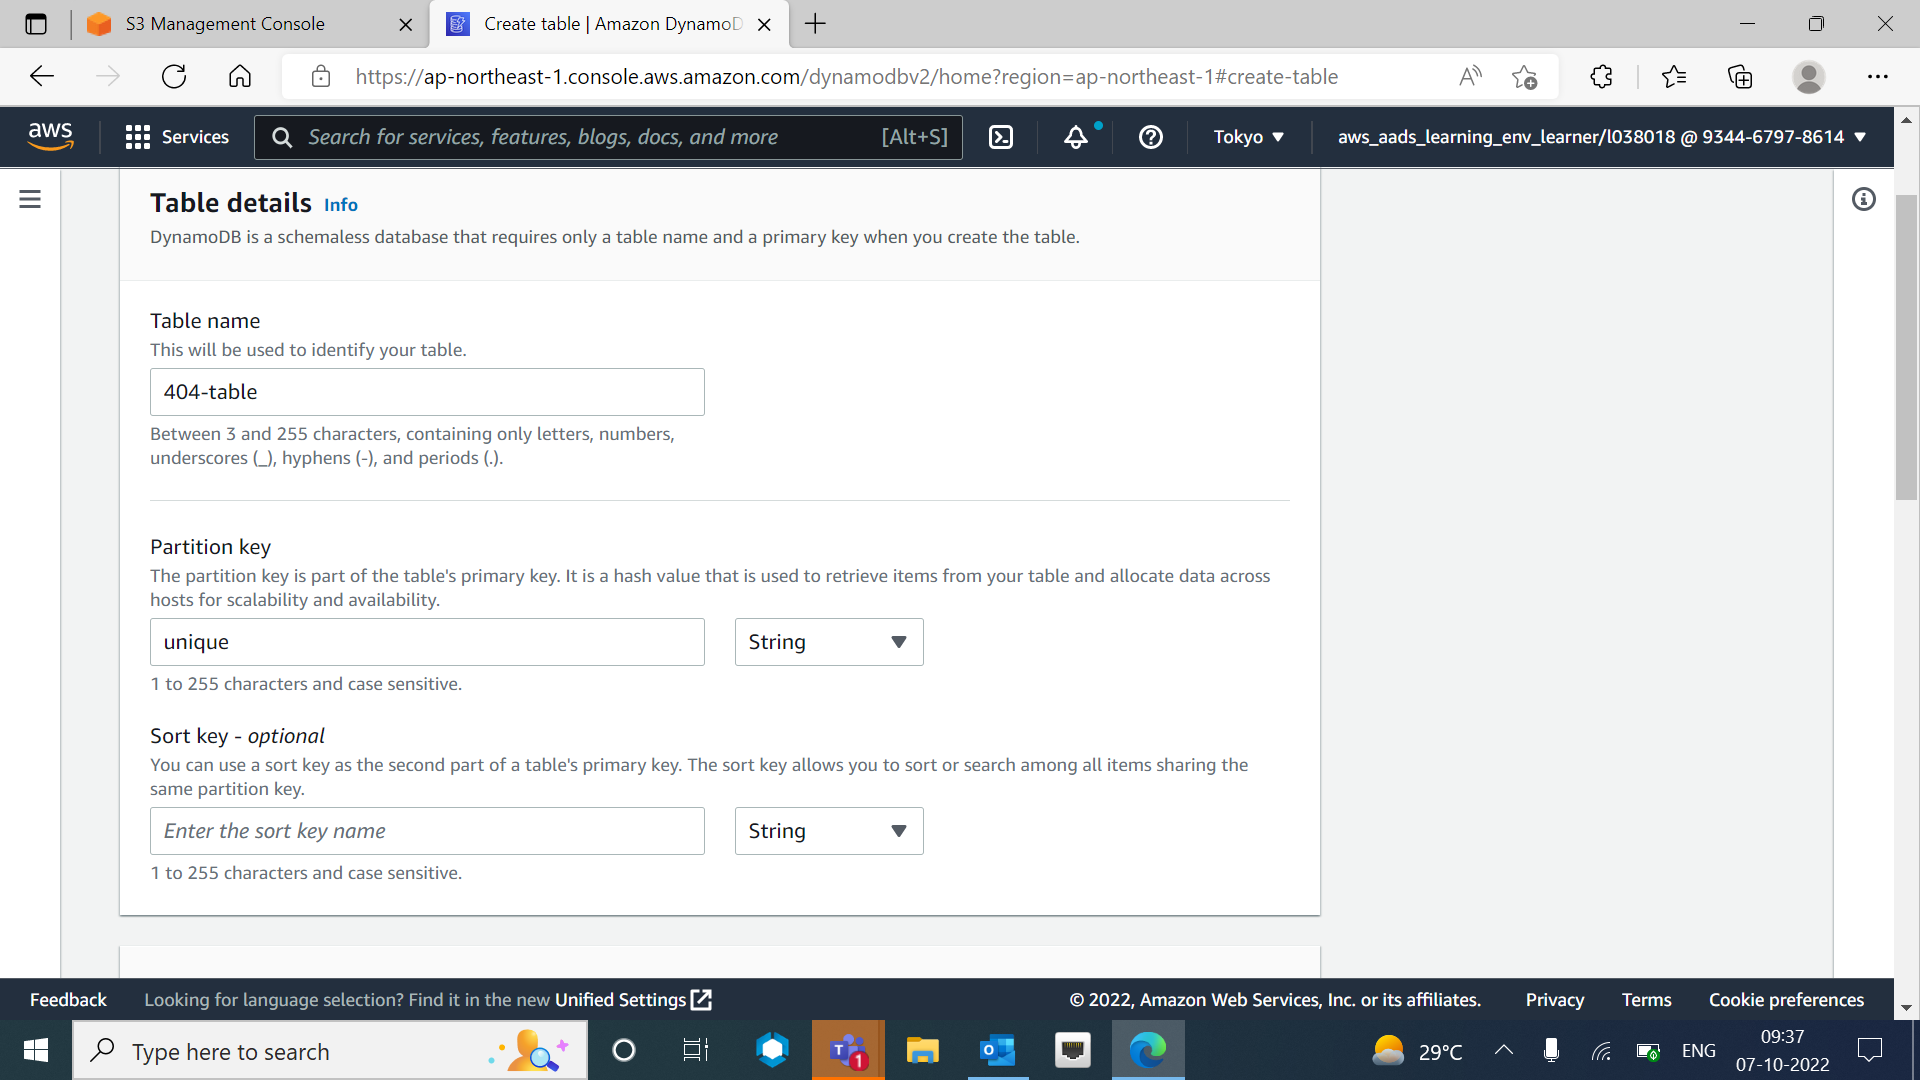 S3 Management Console
Create table | Amazon DynamoD
https://ap-northeast-1.console.aws.amazon.com/dynamodbv2/home?region=ap-northeast-1#create-table
aws
Services
Search for services, features, blogs, docs, and more
[Alt+S]
Tokyo
aws_aads_learning_env_learner/l038018 @ 9344-6797-8614
Table details Info
DynamoDB is a schemaless database that requires only a table name and a primary key when you create the table.
Table name
This will be used to identify your table.
404-table
Between 3 and 255 characters, containing only letters, numbers,
underscores (_), hyphens (-), and periods (.).
Partition key
The partition key is part of the table's primary key. It is a hash value that is used to retrieve items from your table and allocate data across
hosts for scalability and availability.
unique
String
1 to 255 characters and case sensitive.
Sort key - optional
You can use a sort key as the second part of a table's primary key. The sort key allows you to sort or search among all items sharing the
same partition key.
Enter the sort key name
String
1 to 255 characters and case sensitive.
Feedback
Looking for language selection? Find it in the new Unified Settings
© 2022, Amazon Web Services, Inc. or its affiliates.
Privacy
Terms
Cookie preferences
Type here to search
1
29°C
ENG
09:37
07-10-2022